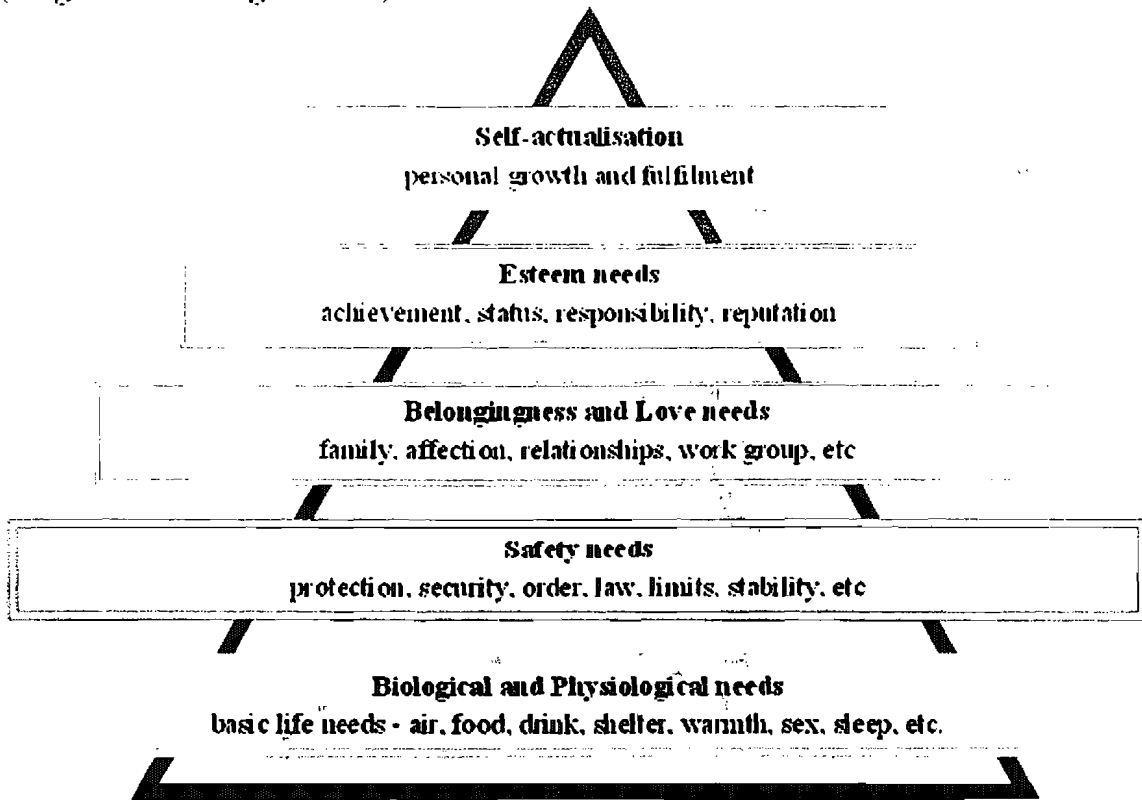 Self-actualisation
personal growth and fulfilment
Esteem needs
achievement, status, responsibility, reputation
Belongingness and Love needs
family, affection, relationships, work group, etc
Safety needs
protection, security, order, law, limits, stability, etc
Biological and Physiological needs
basic life needs - air, food, drink, shelter, warmth, sex, sleep, etc.